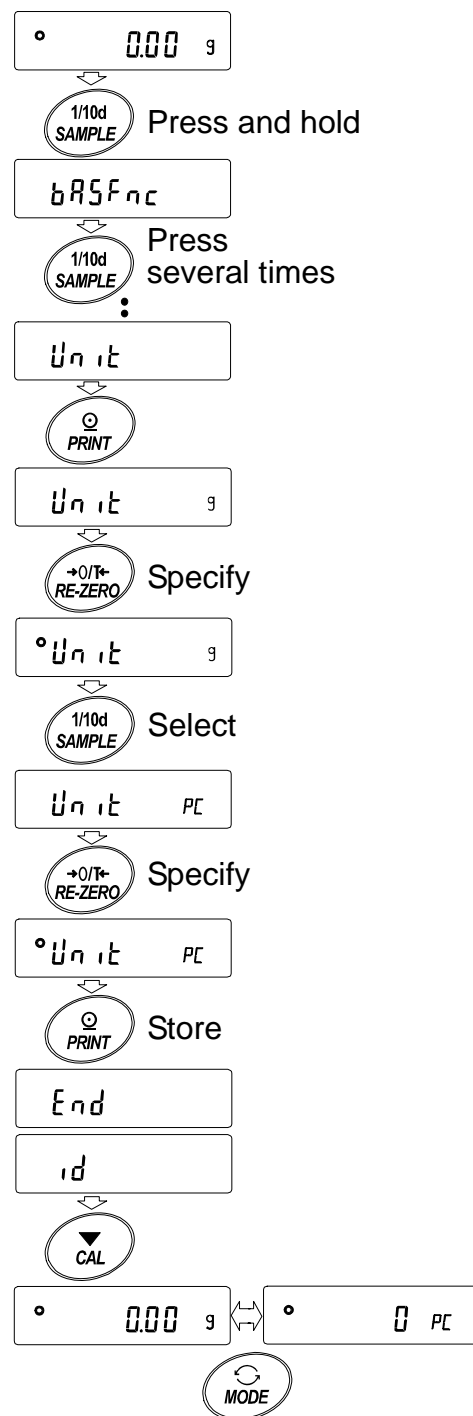 0.00 g
1/10d
SAMPLE
Press and hold
bASFnc
1/10d
SAMPLE
Press
several times
Unit
PRINT
Unit g
→0/T←
RE-ZERO
Specify
Unit g
1/10d
SAMPLE
Select
Unit PC
→0/T←
RE-ZERO
Specify
Unit PC
PRINT
Store
End
id
CAL
0.00 g
0 PC
MODE